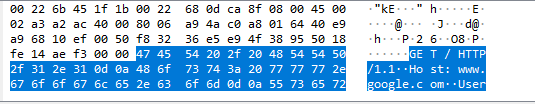 00 22 6b 45 1f 1b 00 22 68 0d ca 8f 08 00 45 00 ·"kE···" h·····E·
02 a3 a2 ac 40 00 80 06 a9 4a c0 a8 01 64 40 e9 ····@··· ·J···d@·
a9 68 10 ef 00 50 f8 32 36 e5 e9 4f 38 95 50 18 ·h···P·2 6··O8·P·
fe 14 ae f3 00 00 47 45 54 20 2f 20 48 54 54 50 ······GE T / HTTP
2f 31 2e 31 0d 0a 48 6f 73 74 3a 20 77 77 77 2e /1.1··Ho st: www.
67 6f 6f 67 6c 65 2e 63 6f 6d 0d 0a 55 73 65 72 google.c om··User